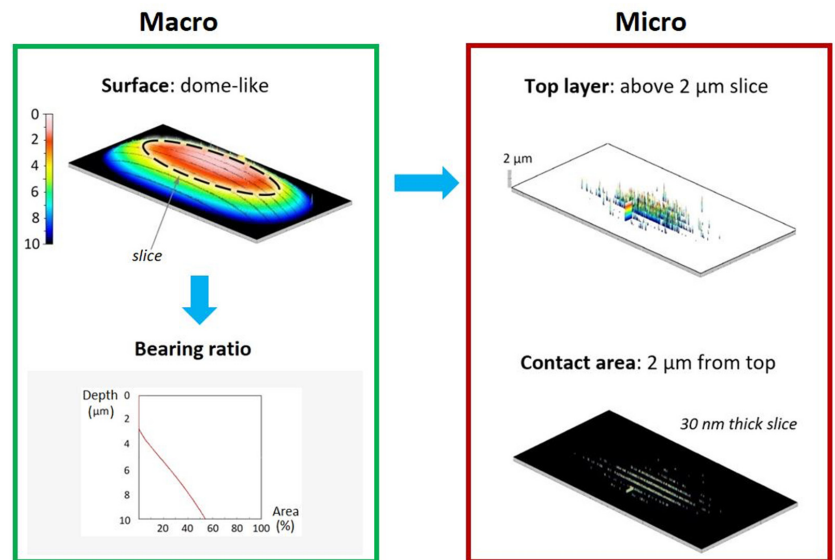 Macro
Surface: dome-like
0
2
4
6
8
10
slice
Bearing ratio
Depth
(µm)
0
2
4
6
8
10
20 40 60 80 100
Area
(%)
Micro
Top layer: above 2 µm slice
2 µm
Contact area: 2 µm from top
30 nm thick slice